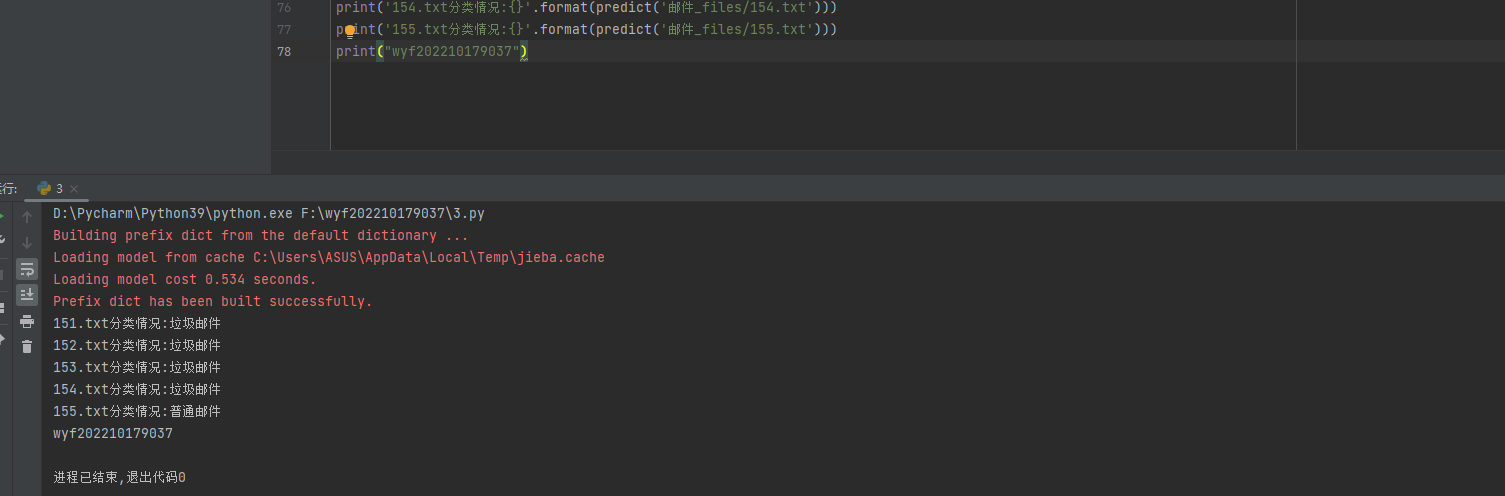 76 print('154.txt分类情况:{}'.format(predict('邮件_files/154.txt')))
77 print('155.txt分类情况:{}'.format(predict('邮件_files/155.txt')))
78 print("wyf202210179037")
运行: 3
D:\Pycharm\Python39\python.exe F:\wyf202210179037\3.py
Building prefix dict from the default dictionary ...
Loading model from cache C:\Users\ASUS\AppData\Local\Temp\jieba.cache
Loading model cost 0.534 seconds.
Prefix dict has been built successfully.
151.txt分类情况:垃圾邮件
152.txt分类情况:垃圾邮件
153.txt分类情况:垃圾邮件
154.txt分类情况:垃圾邮件
155.txt分类情况:普通邮件
wyf202210179037
进程已结束,退出代码0